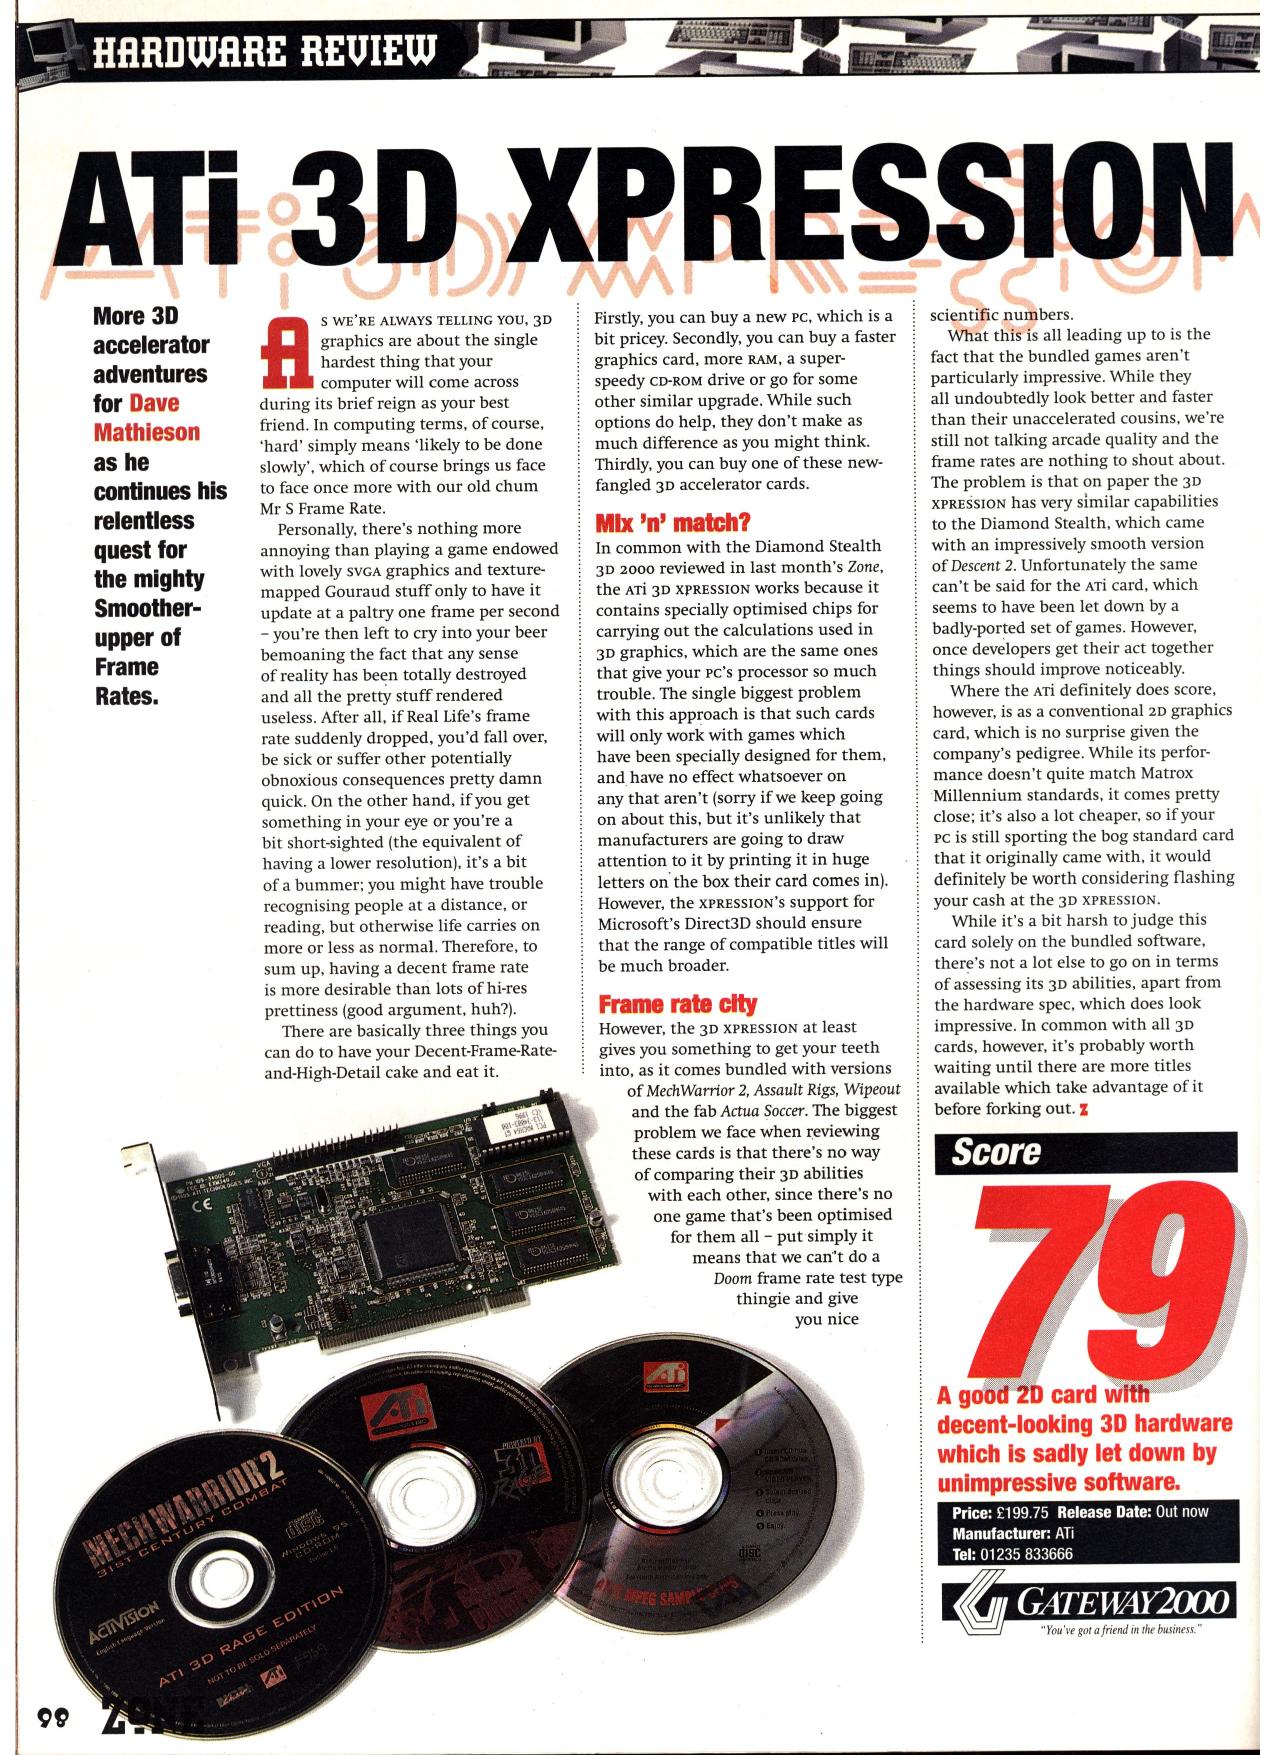 HARDWARE REVIEW
ATi 3D XPRESSION
More 3D
accelerator
adventures
for Dave
Mathieson
as he
continues his
relentless
quest for
the mighty
Smoother-
upper of
Frame
Rates.
AS WE'RE ALWAYS TELLING YOU, 3D
graphics are about the single
hardest thing that your
computer will come across
during its brief reign as your best
friend. In computing terms, of course,
'hard' simply means 'likely to be done
slowly', which of course brings us face
to face once more with our old chum
Mr S Frame Rate.
Personally, there's nothing more
annoying than playing a game endowed
with lovely SVGA graphics and texture-
mapped Gouraud stuff only to have it
update at a paltry one frame per second
– you're then left to cry into your beer
bemoaning the fact that any sense
of reality has been totally destroyed
and all the pretty stuff rendered
useless. After all, if Real Life's frame
rate suddenly dropped, you'd fall over,
be sick or suffer other potentially
obnoxious consequences pretty damn
quick. On the other hand, if you get
something in your eye or you're a
bit short-sighted (the equivalent of
having a lower resolution), it's a bit
of a bummer; you might have trouble
recognising people at a distance, or
reading, but otherwise life carries on
more or less as normal. Therefore, to
sum up, having a decent frame rate
is more desirable than lots of hi-res
prettiness (good argument, huh?).
There are basically three things you
can do to have your Decent-Frame-Rate-
and-High-Detail cake and eat it.
Firstly, you can buy a new PC, which is a
bit pricey. Secondly, you can buy a faster
graphics card, more RAM, a super-
speedy CD-ROM drive or go for some
other similar upgrade. While such
options do help, they don't make as
much difference as you might think.
Thirdly, you can buy one of these new-
fangled 3D accelerator cards.
Mix 'n' match?
In common with the Diamond Stealth
3D 2000 reviewed in last month's Zone,
the ATi 3D XPRESSION works because it
contains specially optimised chips for
carrying out the calculations used in
3D graphics, which are the same ones
that give your PC's processor so much
trouble. The single biggest problem
with this approach is that such cards
will only work with games which
have been specially designed for them,
and have no effect whatsoever on
any that aren't (sorry if we keep going
on about this, but it's unlikely that
manufacturers are going to draw
attention to it by printing it in huge
letters on the box their card comes in).
However, the XPRESSION's support for
Microsoft's Direct3D should ensure
that the range of compatible titles will
be much broader.
Frame rate city
However, the 3D XPRESSION at least
gives you something to get your teeth
into, as it comes bundled with versions
of MechWarrior 2, Assault Rigs, Wipeout
and the fab Actua Soccer. The biggest
problem we face when reviewing
these cards is that there's no way
of comparing their 3D abilities
with each other, since there's no
one game that's been optimised
for them all – put simply it
means that we can't do a
Doom frame rate test type
thingie and give
you nice
scientific numbers.
What this is all leading up to is the
fact that the bundled games aren't
particularly impressive. While they
all undoubtedly look better and faster
than their unaccelerated cousins, we're
still not talking arcade quality and the
frame rates are nothing to shout about.
The problem is that on paper the 3D
XPRESSION has very similar capabilities
to the Diamond Stealth, which came
with an impressively smooth version
of Descent 2. Unfortunately the same
can't be said for the ATi card, which
seems to have been let down by a
badly-ported set of games. However,
once developers get their act together
things should improve noticeably.
Where the ATi definitely does score,
however, is as a conventional 2D graphics
card, which is no surprise given the
company's pedigree. While its perfor-
mance doesn't quite match Matrox
Millennium standards, it comes pretty
close; it's also a lot cheaper, so if your
PC is still sporting the bog standard card
that it originally came with, it would
definitely be worth considering flashing
your cash at the 3D XPRESSION.
While it's a bit harsh to judge this
card solely on the bundled software,
there's not a lot else to go on in terms
of assessing its 3D abilities, apart from
the hardware spec, which does look
impressive. In common with all 3D
cards, however, it's probably worth
waiting until there are more titles
available which take advantage of it
before forking out. Z
Score
79
A good 2D card with
decent-looking 3D hardware
which is sadly let down by
unimpressive software.
Price: £199.75 Release Date: Out now
Manufacturer: ATi
Tel: 01235 833666
GATEWAY2000
"You've got a friend in the business."
MECHWARRIOR 2
31ST CENTURY COMBAT
COMPACT disc
WINDOWS 95
CD-ROM
ACTIVISION
English Language Version
ATI 3D RAGE EDITION
NOT TO BE SOLD SEPARATELY
ATi
POWERED BY
3D
RAGE
ATi
Press play.
Enjoy.
MPEG SAMPLE
98 ZONE